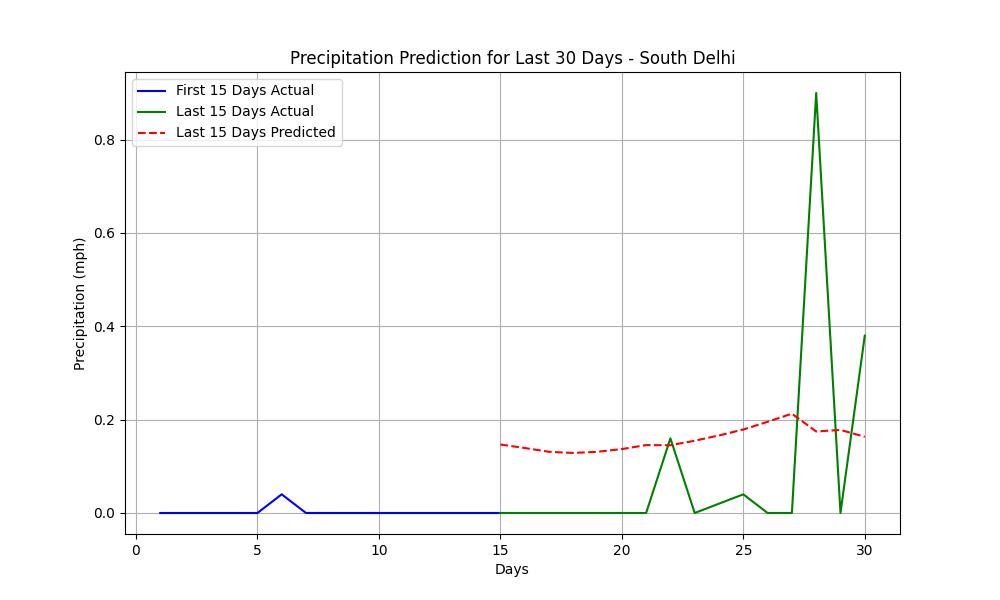 Precipitation Prediction for Last 30 Days - South Delhi
First 15 Days Actual
Last 15 Days Actual
Last 15 Days Predicted
0.8
0.6
0.4
0.2
0.0
Precipitation (mph)
0 5 10 15 20 25 30
Days